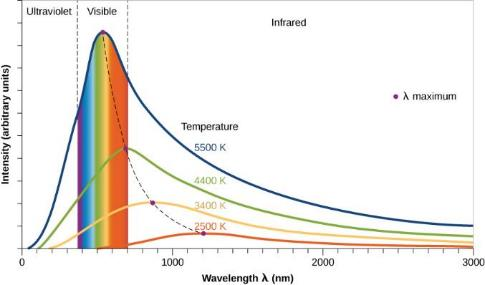 Ultraviolet
Visible
Infrared
λ maximum
Temperature
5500 K
4400 K
3400 K
2500 K
Intensity (arbitrary units)
0
1000
2000
3000
Wavelength λ (nm)